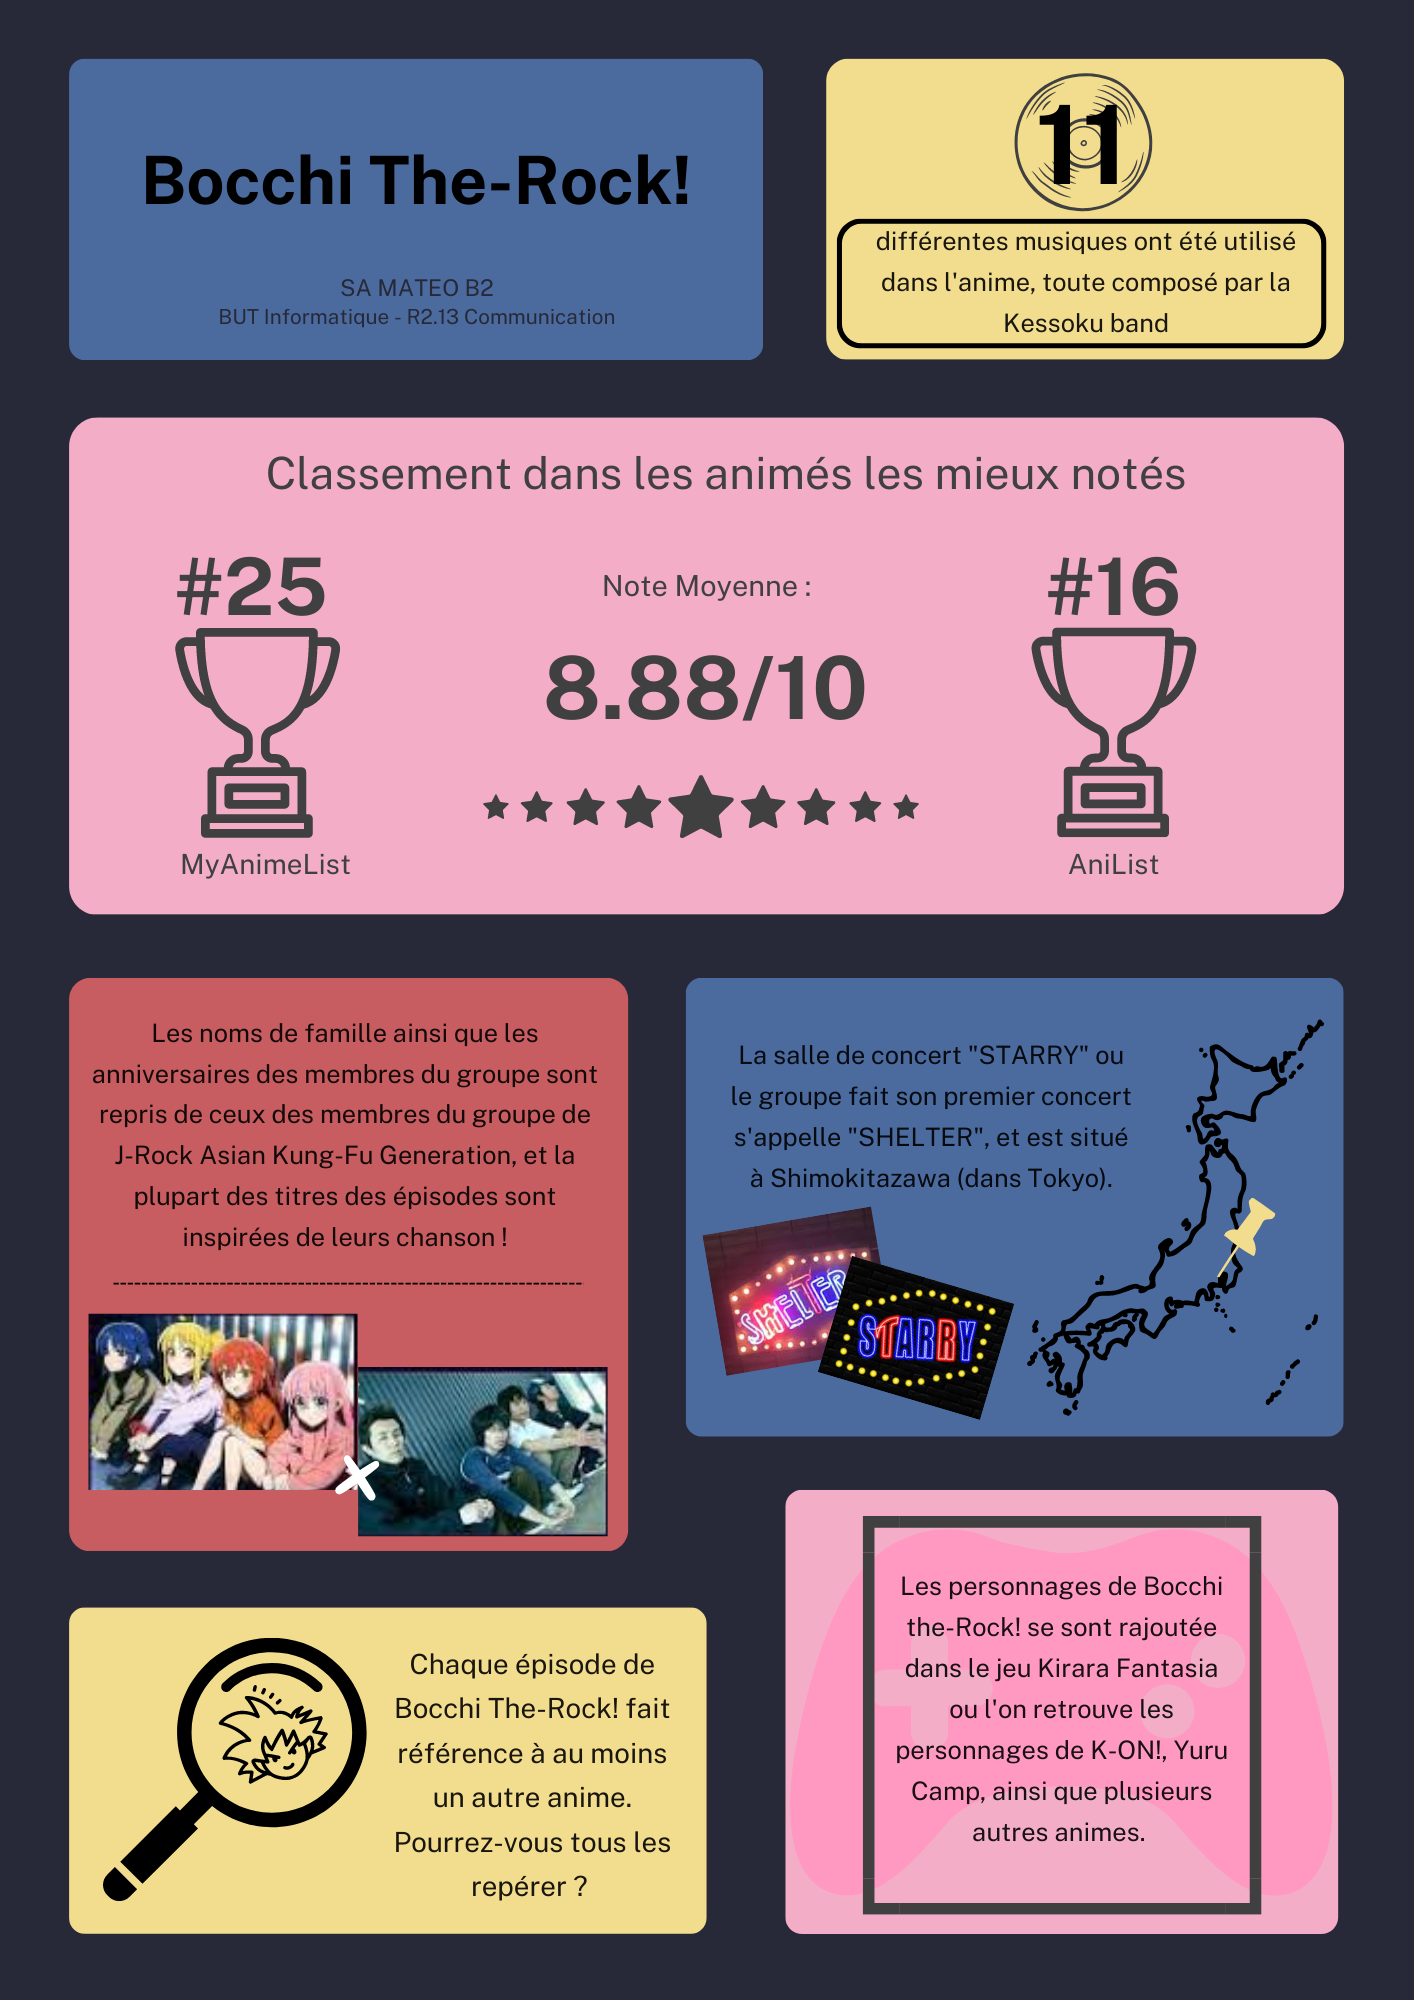 Bocchi The-Rock!
SA MATEO B2
BUT Informatique - R2.13 Communication
11
différentes musiques ont été utilisé
dans l'anime, toute composé par la
Kessoku band
Classement dans les animés les mieux notés
#25
MyAnimeList
Note Moyenne :
8.88/10
#16
AniList
Les noms de famille ainsi que les
anniversaires des membres du groupe sont
repris de ceux des membres du groupe de
J-Rock Asian Kung-Fu Generation, et la
plupart des titres des épisodes sont
inspirées de leurs chanson !
La salle de concert "STARRY" ou
le groupe fait son premier concert
s'appelle "SHELTER", et est situé
à Shimokitazawa (dans Tokyo).
SHELTER
STARRY
Chaque épisode de
Bocchi The-Rock! fait
référence à au moins
un autre anime.
Pourrez-vous tous les
repérer ?
Les personnages de Bocchi
the-Rock! se sont rajoutée
dans le jeu Kirara Fantasia
ou l'on retrouve les
personnages de K-ON!, Yuru
Camp, ainsi que plusieurs
autres animes.